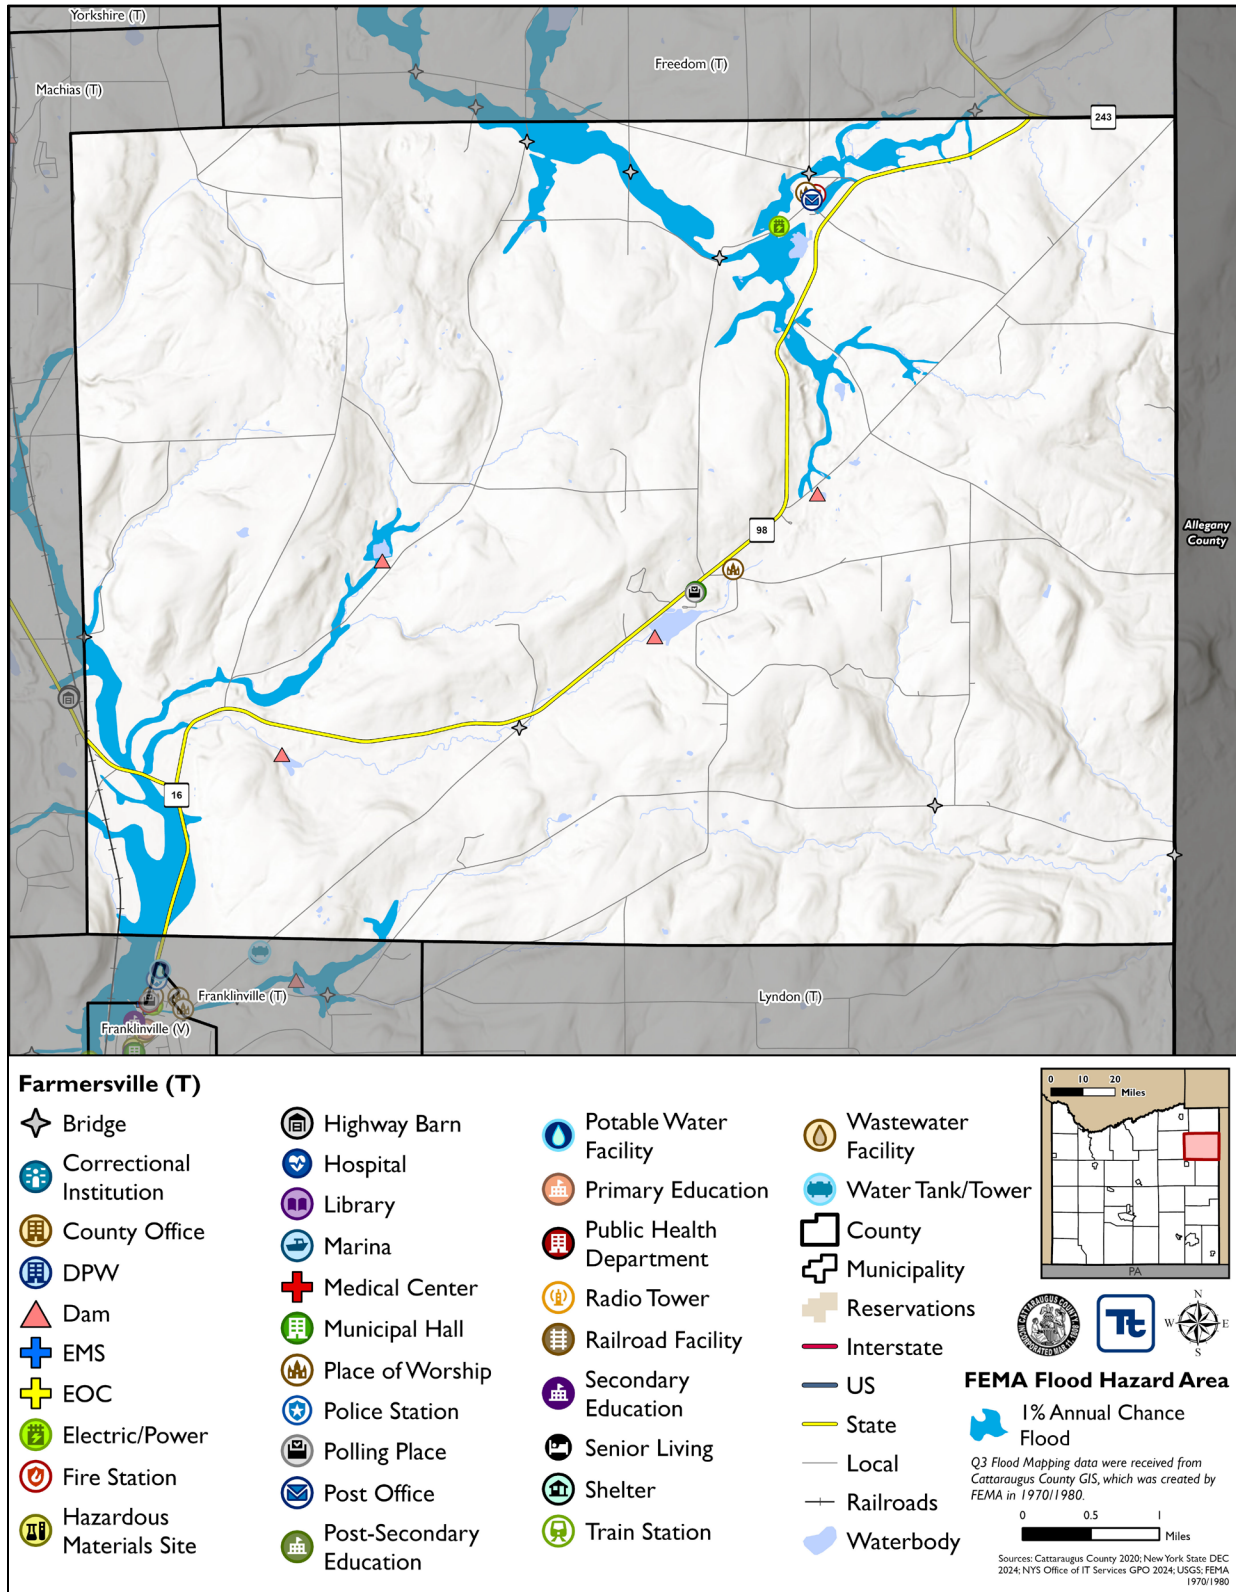 Yorkshire (T)
Machias (T)
Freedom (T)
243
98
Allegany
County
16
Franklinville (T)
Lyndon (T)
Franklinville (V)
Farmersville (T)
Bridge
Correctional
Institution
County Office
DPW
Dam
EMS
EOC
Electric/Power
Fire Station
Hazardous
Materials Site
Highway Barn
Hospital
Library
Marina
Medical Center
Municipal Hall
Place of Worship
Police Station
Polling Place
Post Office
Post-Secondary
Education
Potable Water
Facility
Primary Education
Public Health
Department
Radio Tower
Railroad Facility
Secondary
Education
Senior Living
Shelter
Train Station
Wastewater
Facility
Water Tank/Tower
County
Municipality
Reservations
Interstate
US
State
Local
Railroads
Waterbody
0 10 20
Miles
PA
CATTARAUGUS COUNTY
INCORPORATED MAR. 11, 1808
Tt
N
W E
S
FEMA Flood Hazard Area
1% Annual Chance
Flood
Q3 Flood Mapping data were received from
Cattaraugus County GIS, which was created by
FEMA in 1970/1980.
0 0.5 1
Miles
Sources: Cattaraugus County 2020; New York State DEC
2024; NYS Office of IT Services GPO 2024; USGS; FEMA
1970/1980